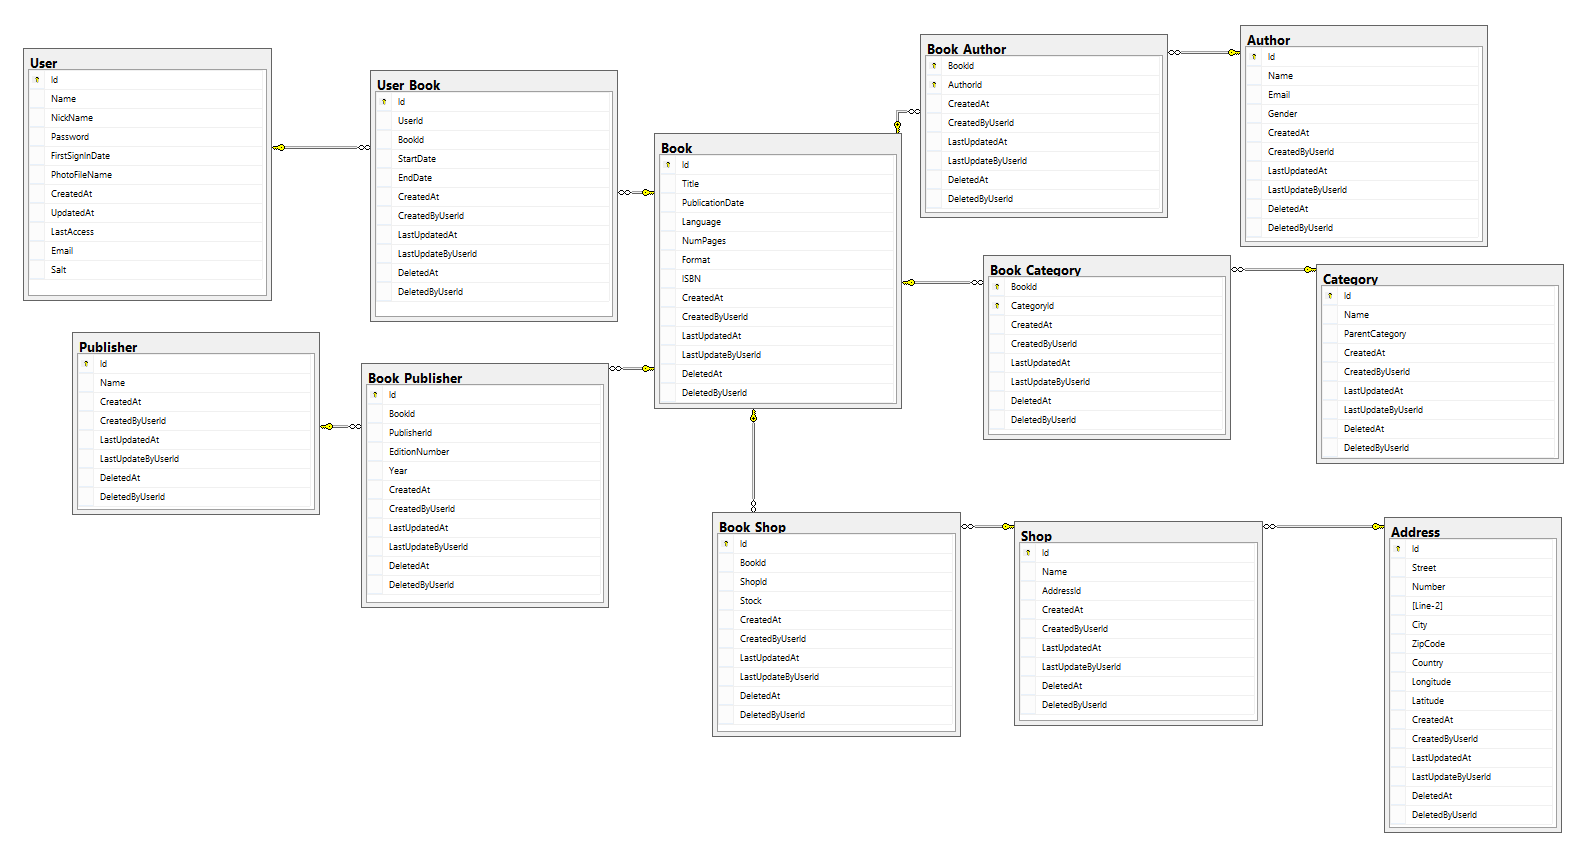 User
Id
Name
NickName
Password
FirstSignInDate
PhotoFileName
CreatedAt
UpdatedAt
LastAccess
Email
Salt
User Book
Id
UserId
BookId
StartDate
EndDate
CreatedAt
CreatedByUserId
LastUpdatedAt
LastUpdateByUserId
DeletedAt
DeletedByUserId
Book
Id
Title
PublicationDate
Language
NumPages
Format
ISBN
CreatedAt
CreatedByUserId
LastUpdatedAt
LastUpdateByUserId
DeletedAt
DeletedByUserId
Book Author
BookId
AuthorId
CreatedAt
CreatedByUserId
LastUpdatedAt
LastUpdateByUserId
DeletedAt
DeletedByUserId
Author
Id
Name
Email
Gender
CreatedAt
CreatedByUserId
LastUpdatedAt
LastUpdateByUserId
DeletedAt
DeletedByUserId
Book Category
BookId
CategoryId
CreatedAt
CreatedByUserId
LastUpdatedAt
LastUpdateByUserId
DeletedAt
DeletedByUserId
Category
Id
Name
ParentCategory
CreatedAt
CreatedByUserId
LastUpdatedAt
LastUpdateByUserId
DeletedAt
DeletedByUserId
Publisher
Id
Name
CreatedAt
CreatedByUserId
LastUpdatedAt
LastUpdateByUserId
DeletedAt
DeletedByUserId
Book Publisher
Id
BookId
PublisherId
EditionNumber
Year
CreatedAt
CreatedByUserId
LastUpdatedAt
LastUpdateByUserId
DeletedAt
DeletedByUserId
Book Shop
Id
BookId
ShopId
Stock
CreatedAt
CreatedByUserId
LastUpdatedAt
LastUpdateByUserId
DeletedAt
DeletedByUserId
Shop
Id
Name
AddressId
CreatedAt
CreatedByUserId
LastUpdatedAt
LastUpdateByUserId
DeletedAt
DeletedByUserId
Address
Id
Street
Number
[Line-2]
City
ZipCode
Country
Longitude
Latitude
CreatedAt
CreatedByUserId
LastUpdatedAt
LastUpdateByUserId
DeletedAt
DeletedByUserId